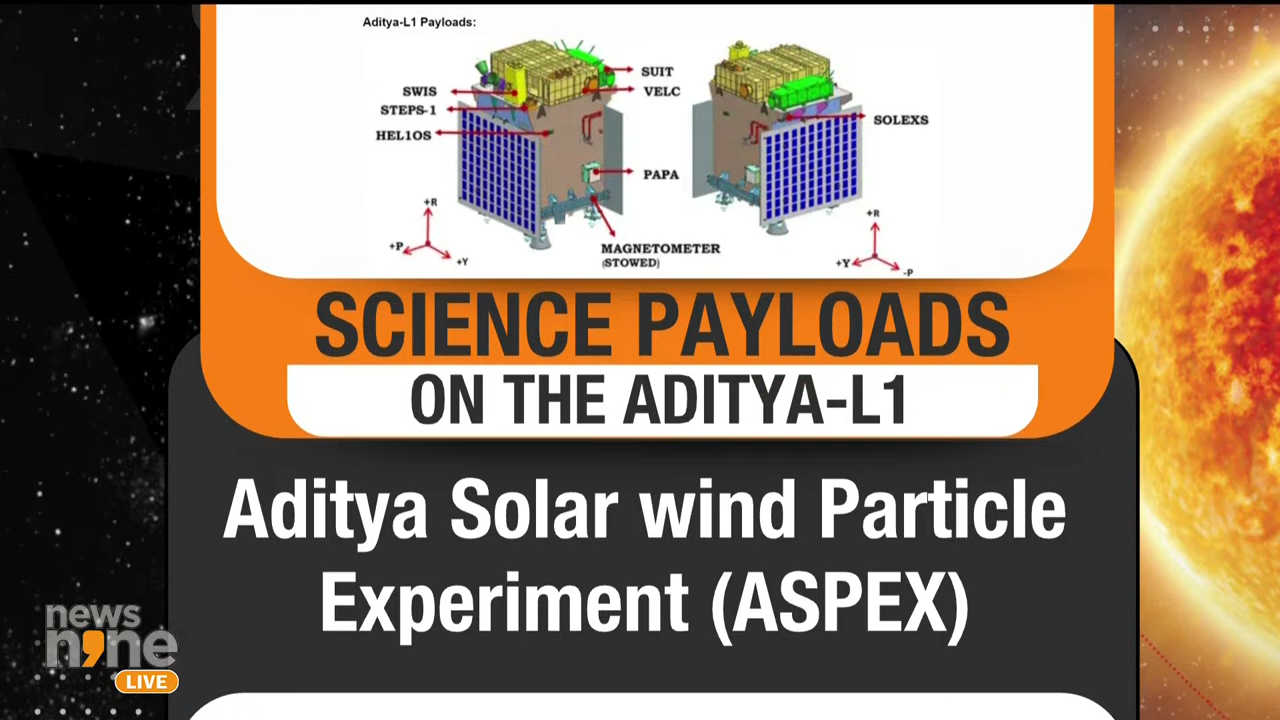 Aditya-L1 Payloads:
SUIT
SWIS
VELC
STEPS-1
SOLEXS
HEL1OS
PAPA
MAGNETOMETER
(STOWED)
+R
+P
+Y
+R
+Y
-P
SCIENCE PAYLOADS
ON THE ADITYA-L1
Aditya Solar wind Particle
Experiment (ASPEX)
news
n9ne
LIVE